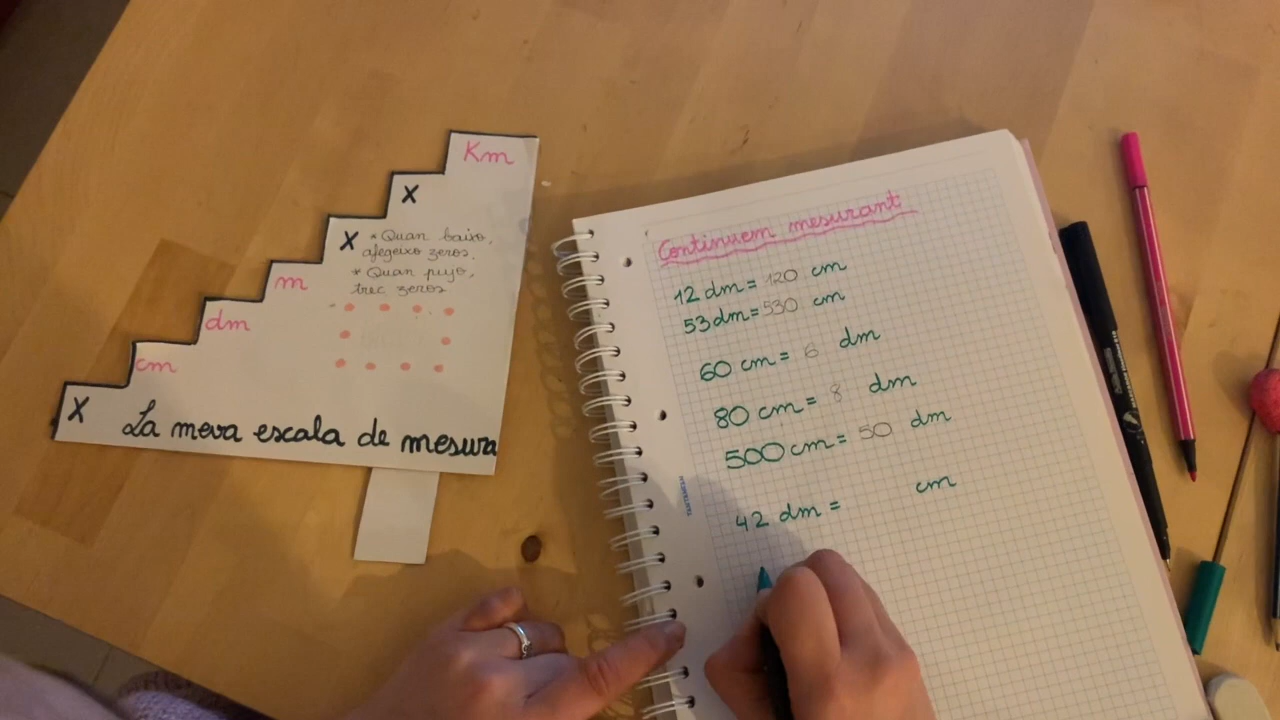 Km
X
X
* Quan baixo,
afegeixo zeros.
* Quan pujo,
trec zeros
m
dm
cm
X
La meva escala de mesura
Continuem mesurant
12 dm = 120 cm
53 dm = 530 cm
60 cm = 6 dm
80 cm = 8 dm
500 cm = 50 dm
42 dm = cm